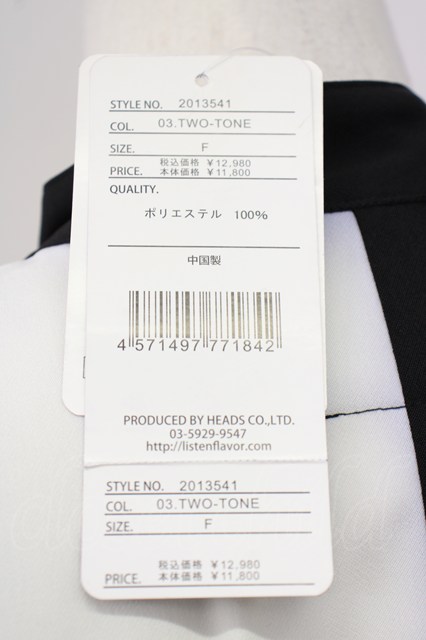 STYLE NO. 2013541
COL. 03.TWO-TONE
SIZE. F
税込価格 ¥12,980
PRICE. 本体価格 ¥11,800
QUALITY.
ポリエステル 100%
中国製
4 571497 771842
PRODUCED BY HEADS CO.,LTD.
03-5929-9547
http://listenflavor.com
STYLE NO. 2013541
COL. 03.TWO-TONE
SIZE. F
税込価格 ¥12,980
PRICE. 本体価格 ¥11,800